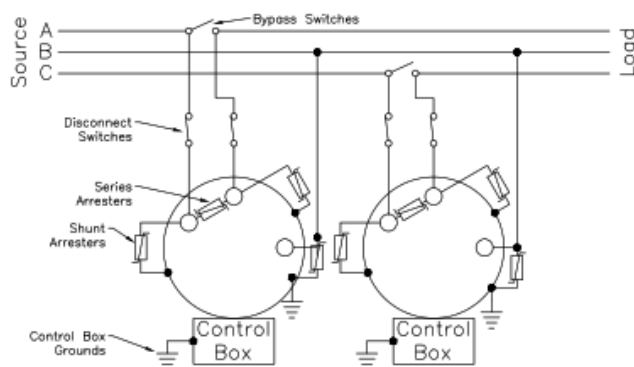 Source
A
B
C
Bypass Switches
Load
Disconnect
Switches
Series
Arresters
Shunt
Arresters
Control Box
Grounds
Control
Box
Control
Box